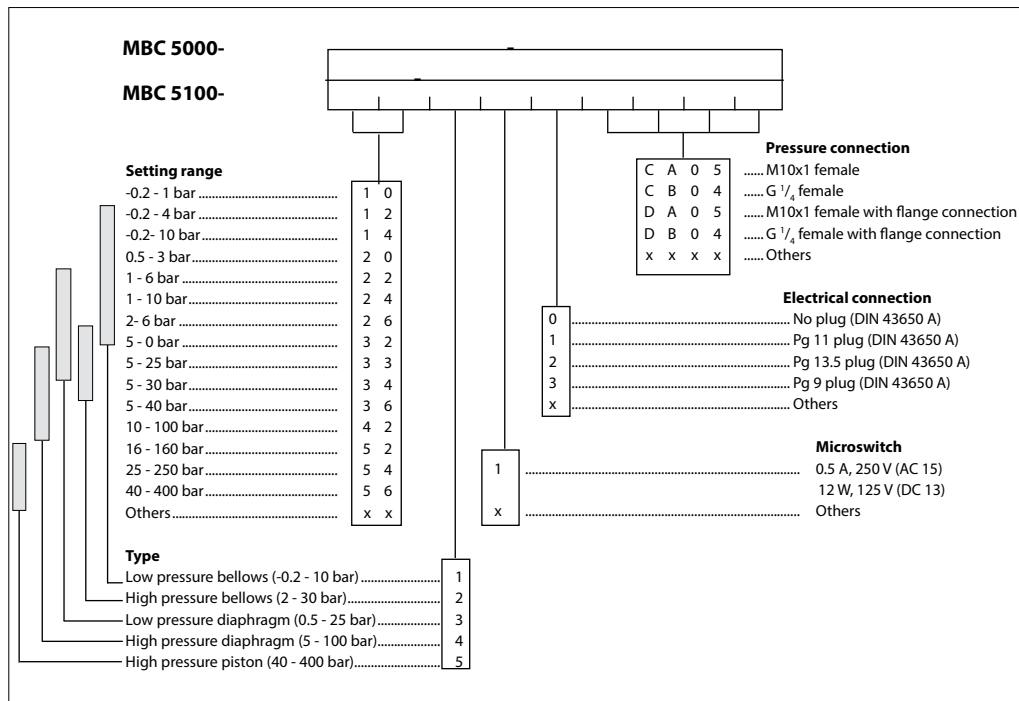 MBC 5000-
MBC 5100-
Setting range
-0.2 - 1 bar 1 0
-0.2 - 4 bar 1 2
-0.2- 10 bar 1 4
0.5 - 3 bar 2 0
1 - 6 bar 2 2
1 - 10 bar 2 4
2- 6 bar 2 6
5 - 0 bar 3 2
5 - 25 bar 3 3
5 - 30 bar 3 4
5 - 40 bar 3 6
10 - 100 bar 4 2
16 - 160 bar 5 2
25 - 250 bar 5 4
40 - 400 bar 5 6
Others x x
Type
Low pressure bellows (-0.2 - 10 bar) 1
High pressure bellows (2 - 30 bar) 2
Low pressure diaphragm (0.5 - 25 bar) 3
High pressure diaphragm (5 - 100 bar) 4
High pressure piston (40 - 400 bar) 5
Pressure connection
C A 0 5 ...... M10x1 female
C B 0 4 ...... G 1/4 female
D A 0 5 ...... M10x1 female with flange connection
D B 0 4 ...... G 1/4 female with flange connection
x x x x ...... Others
Electrical connection
0 No plug (DIN 43650 A)
1 Pg 11 plug (DIN 43650 A)
2 Pg 13.5 plug (DIN 43650 A)
3 Pg 9 plug (DIN 43650 A)
x Others
Microswitch
1 0.5 A, 250 V (AC 15)
12 W, 125 V (DC 13)
x Others